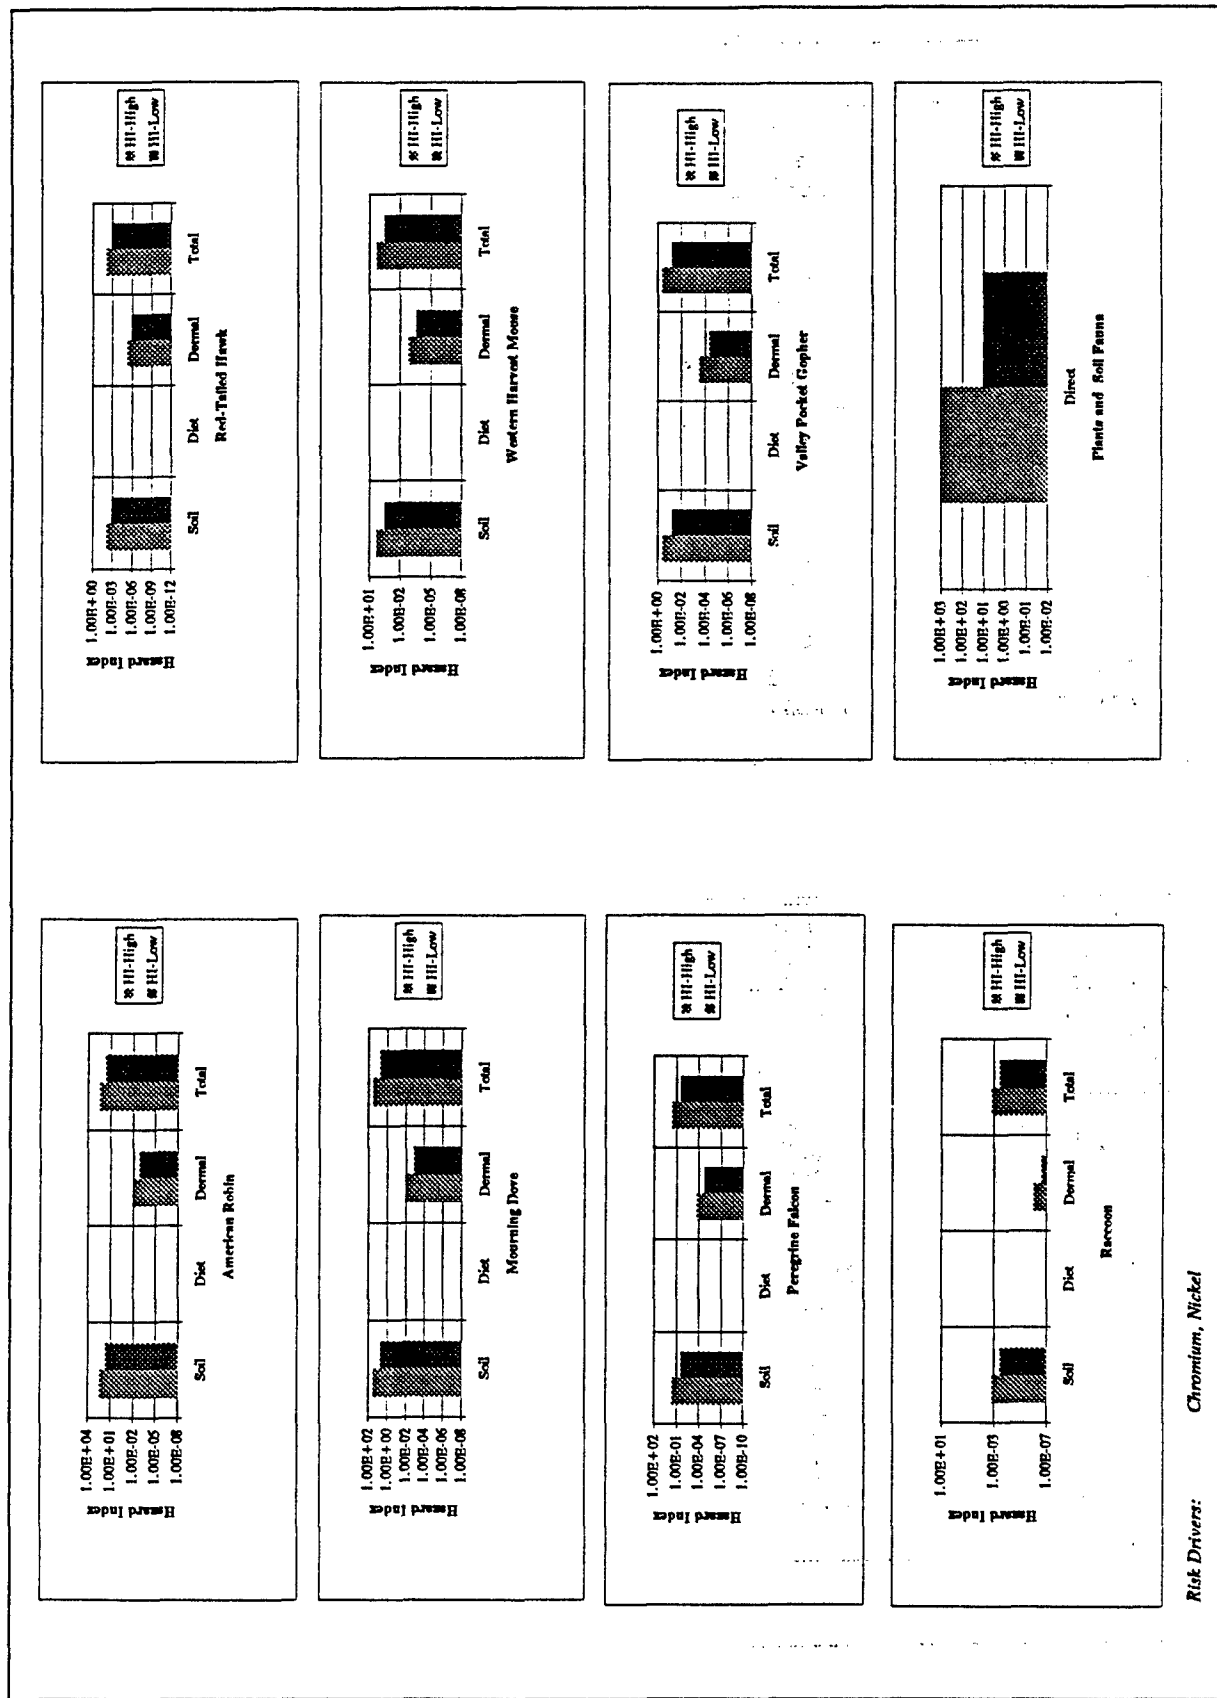 Hazard Index
1.00E+04
1.00E+01
1.00E-02
1.00E-05
1.00E-08
Soil
Diet
Dermal
Total
American Robin
HI-High
HI-Low
Hazard Index
1.00E+00
1.00E-03
1.00E-06
1.00E-09
1.00E-12
Soil
Diet
Dermal
Total
Red-Tailed Hawk
HI-High
HI-Low
Hazard Index
1.00E+02
1.00E+00
1.00E-02
1.00E-04
1.00E-06
1.00E-08
Soil
Diet
Dermal
Total
Mourning Dove
HI-High
HI-Low
Hazard Index
1.00E+01
1.00E-02
1.00E-05
1.00E-08
Soil
Diet
Dermal
Total
Western Harvest Moose
HI-High
HI-Low
Hazard Index
1.00E+02
1.00E-01
1.00E-04
1.00E-07
1.00E-10
Soil
Diet
Dermal
Total
Peregrine Falcon
HI-High
HI-Low
Hazard Index
1.00E+00
1.00E-02
1.00E-04
1.00E-06
1.00E-08
Soil
Diet
Dermal
Total
Valley Pocket Gopher
HI-High
HI-Low
Hazard Index
1.00E+01
1.00E-03
1.00E-07
Soil
Diet
Dermal
Total
Raccoon
HI-High
HI-Low
Hazard Index
1.00E+03
1.00E+02
1.00E+01
1.00E+00
1.00E-01
1.00E-02
Direct
Plants and Soil Fauna
HI-High
HI-Low
Risk Drivers: Chromium, Nickel